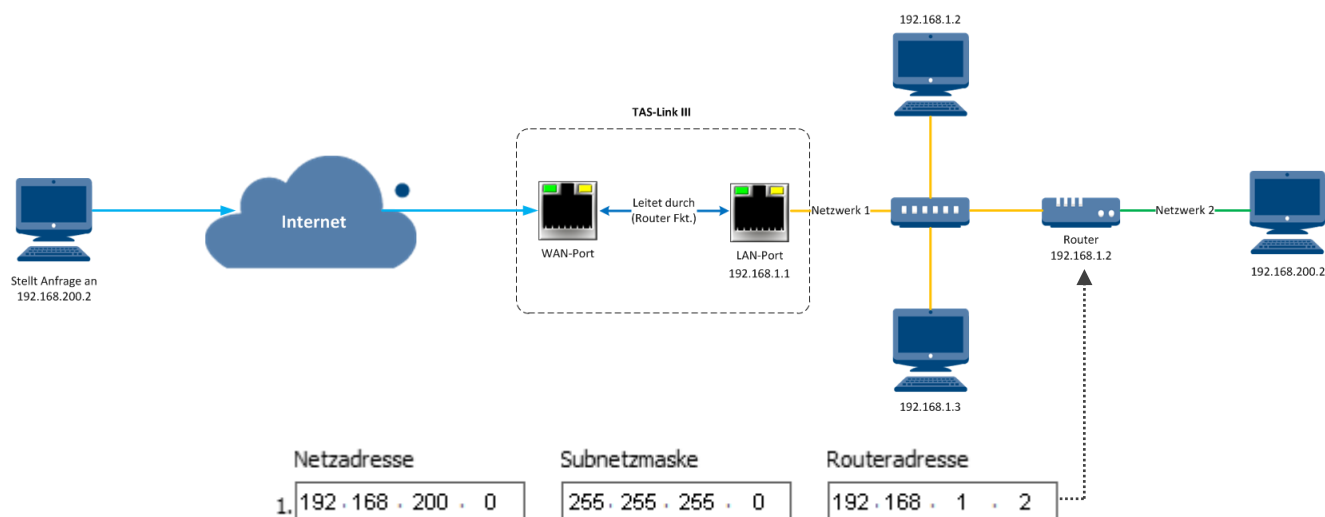 192.168.1.2
TAS-Link III
Internet
Leitet durch
(Router Fkt.)
Netzwerk 1
Netzwerk 2
WAN-Port
LAN-Port
192.168.1.1
Router
192.168.1.2
192.168.200.2
Stellt Anfrage an
192.168.200.2
192.168.1.3
Netzadresse Subnetzmaske Routeradresse
1. 192 . 168 . 200 . 0 255 . 255 . 255 . 0 192 . 168 . 1 . 2